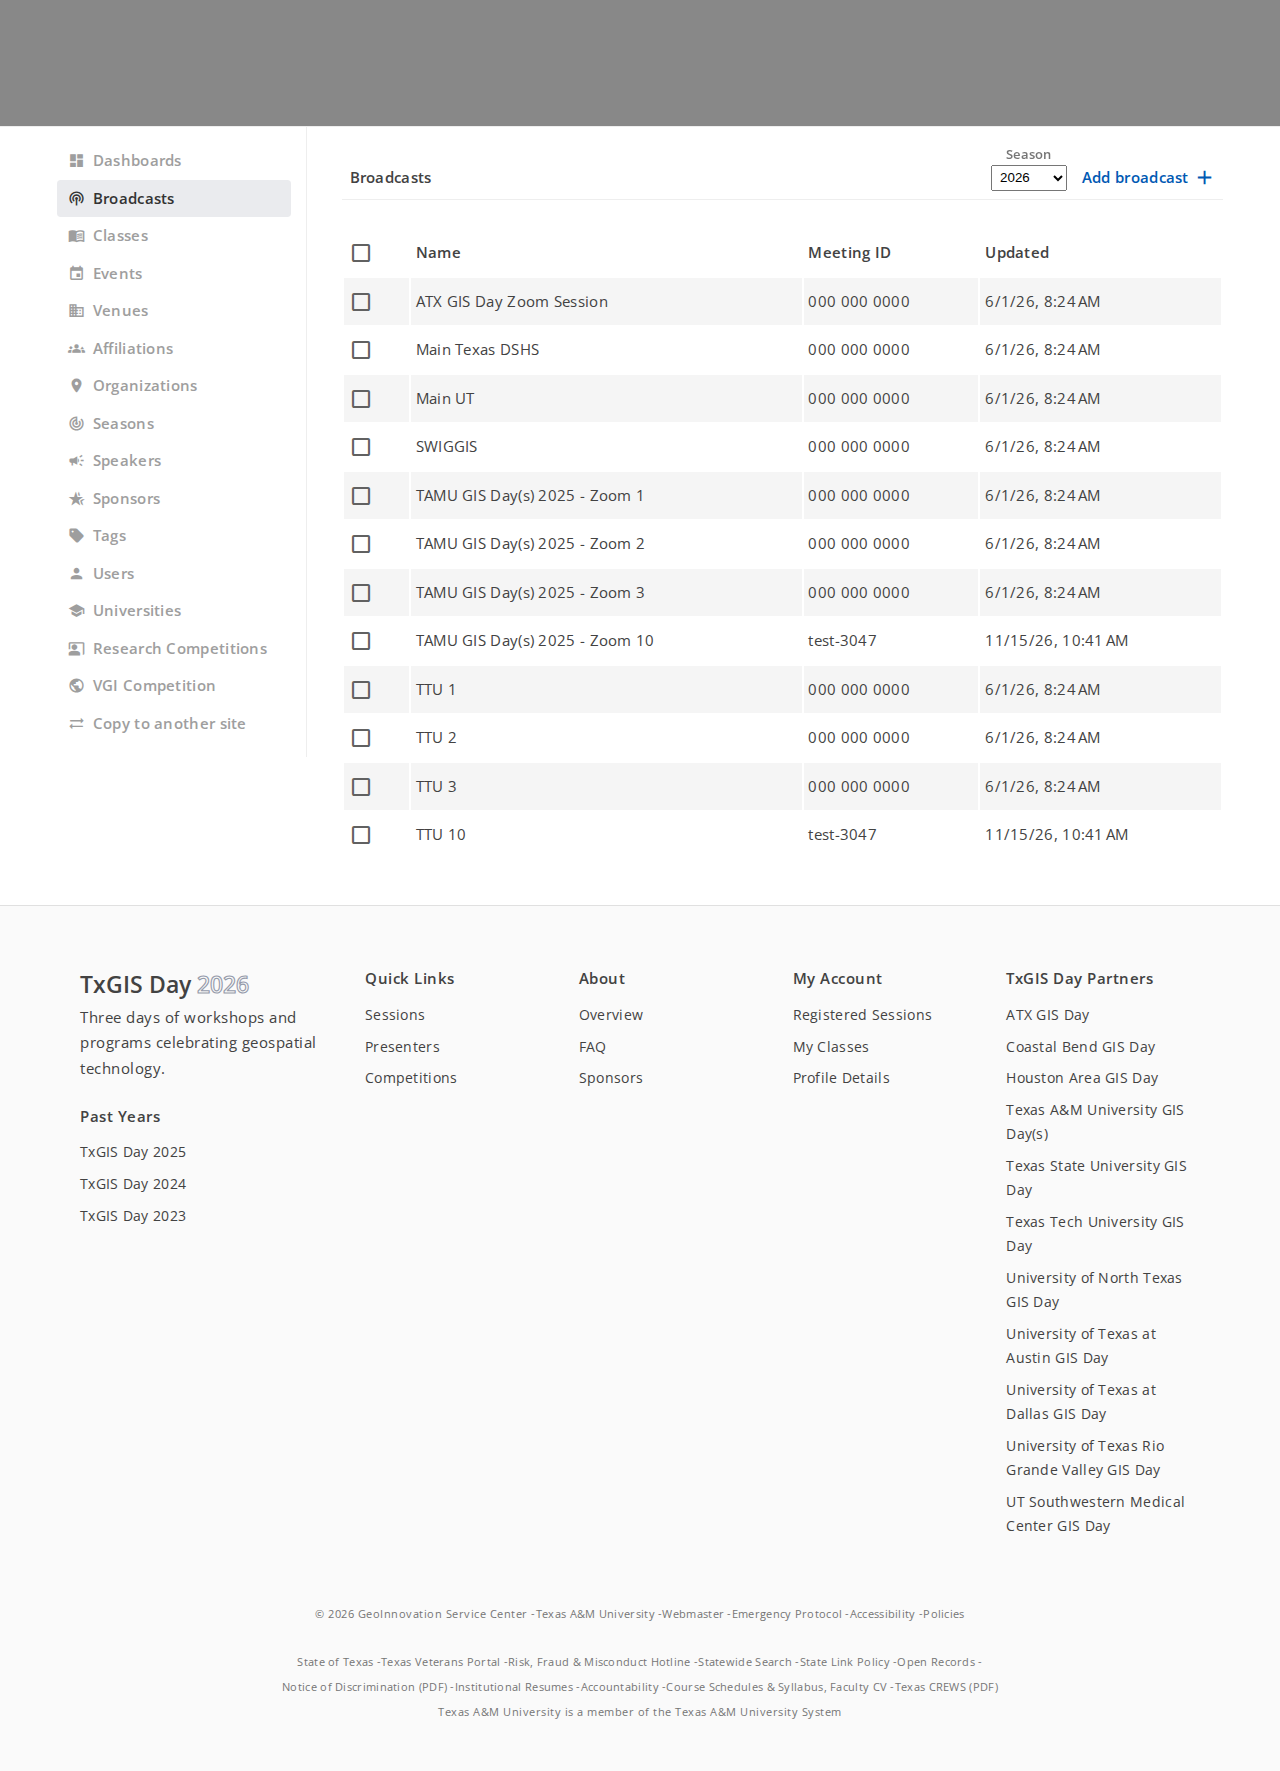 Dashboards
Broadcasts
Classes
Events
Venues
Affiliations
Organizations
Seasons
Speakers
Sponsors
Tags
Users
Universities
Research Competitions
VGI Competition
Copy to another site
Season
Broadcasts 2026 Add broadcast
Name Meeting ID Updated
ATX GIS Day Zoom Session 000 000 0000 6/1/26, 8:24 AM
Main Texas DSHS 000 000 0000 6/1/26, 8:24 AM
Main UT 000 000 0000 6/1/26, 8:24 AM
SWIGGIS 000 000 0000 6/1/26, 8:24 AM
TAMU GIS Day(s) 2025 - Zoom 1 000 000 0000 6/1/26, 8:24 AM
TAMU GIS Day(s) 2025 - Zoom 2 000 000 0000 6/1/26, 8:24 AM
TAMU GIS Day(s) 2025 - Zoom 3 000 000 0000 6/1/26, 8:24 AM
TAMU GIS Day(s) 2025 - Zoom 10 test-3047 11/15/26, 10:41 AM
TTU 1 000 000 0000 6/1/26, 8:24 AM
TTU 2 000 000 0000 6/1/26, 8:24 AM
TTU 3 000 000 0000 6/1/26, 8:24 AM
TTU 10 test-3047 11/15/26, 10:41 AM
TxGIS Day 2026
Three days of workshops and
programs celebrating geospatial
technology.
Past Years
TxGIS Day 2025
TxGIS Day 2024
TxGIS Day 2023
Quick Links
Sessions
Presenters
Competitions
About
Overview
FAQ
Sponsors
My Account
Registered Sessions
My Classes
Profile Details
TxGIS Day Partners
ATX GIS Day
Coastal Bend GIS Day
Houston Area GIS Day
Texas A&M University GIS
Day(s)
Texas State University GIS
Day
Texas Tech University GIS
Day
University of North Texas
GIS Day
University of Texas at
Austin GIS Day
University of Texas at
Dallas GIS Day
University of Texas Rio
Grande Valley GIS Day
UT Southwestern Medical
Center GIS Day
© 2026 GeoInnovation Service Center -Texas A&M University -Webmaster -Emergency Protocol -Accessibility -Policies
State of Texas -Texas Veterans Portal -Risk, Fraud & Misconduct Hotline -Statewide Search -State Link Policy -Open Records -
Notice of Discrimination (PDF) -Institutional Resumes -Accountability -Course Schedules & Syllabus, Faculty CV -Texas CREWS (PDF)
Texas A&M University is a member of the Texas A&M University System